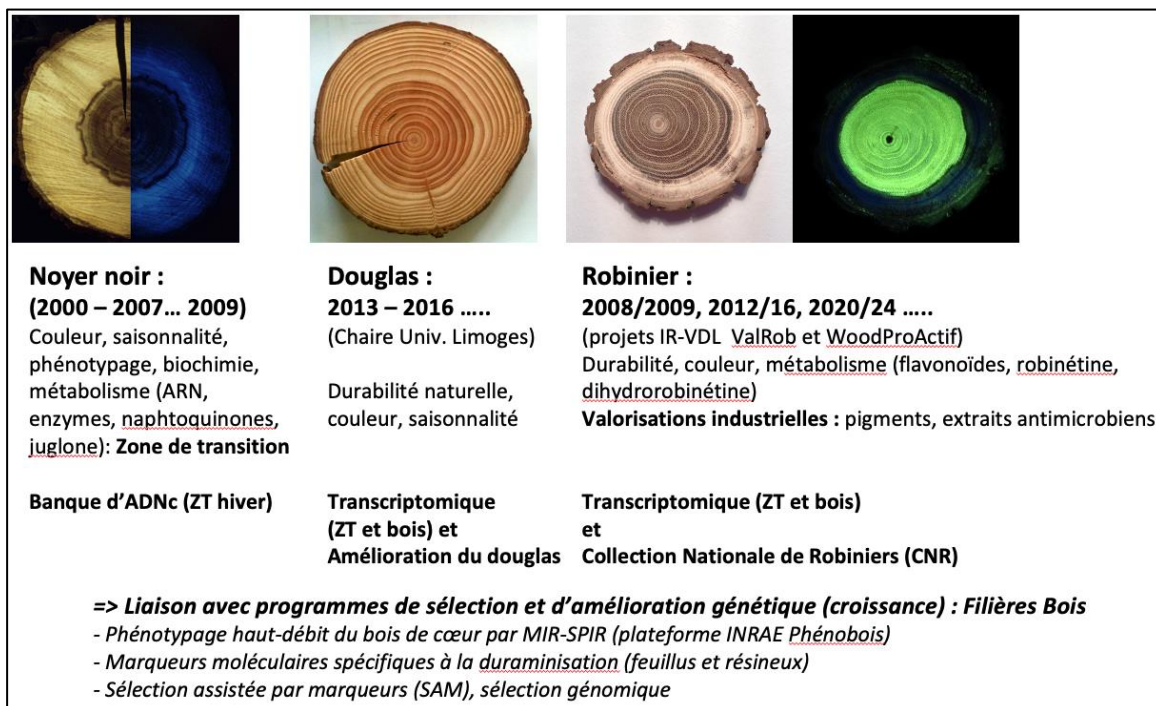 Noyer noir :
(2000 – 2007… 2009)
Couleur, saisonnalité,
phénotypage, biochimie,
métabolisme (ARN,
enzymes, naphtoquinones,
juglone): Zone de transition
Banque d’ADNc (ZT hiver)
Douglas :
2013 – 2016 …..
(Chaire Univ. Limoges)
Durabilité naturelle,
couleur, saisonnalité
Transcriptomique
(ZT et bois) et
Amélioration du douglas
Robinier :
2008/2009, 2012/16, 2020/24 …..
(projets IR-VDL ValRob et WoodProActif)
Durabilité, couleur, métabolisme (flavonoïdes, robinétine,
dihydrorobinétine)
Valorisations industrielles : pigments, extraits antimicrobiens
Transcriptomique (ZT et bois)
et
Collection Nationale de Robiniers (CNR)
=> Liaison avec programmes de sélection et d’amélioration génétique (croissance) : Filières Bois
- Phénotypage haut-débit du bois de cœur par MIR-SPIR (plateforme INRAE Phénobois)
- Marqueurs moléculaires spécifiques à la duraminisation (feuillus et résineux)
- Sélection assistée par marqueurs (SAM), sélection génomique